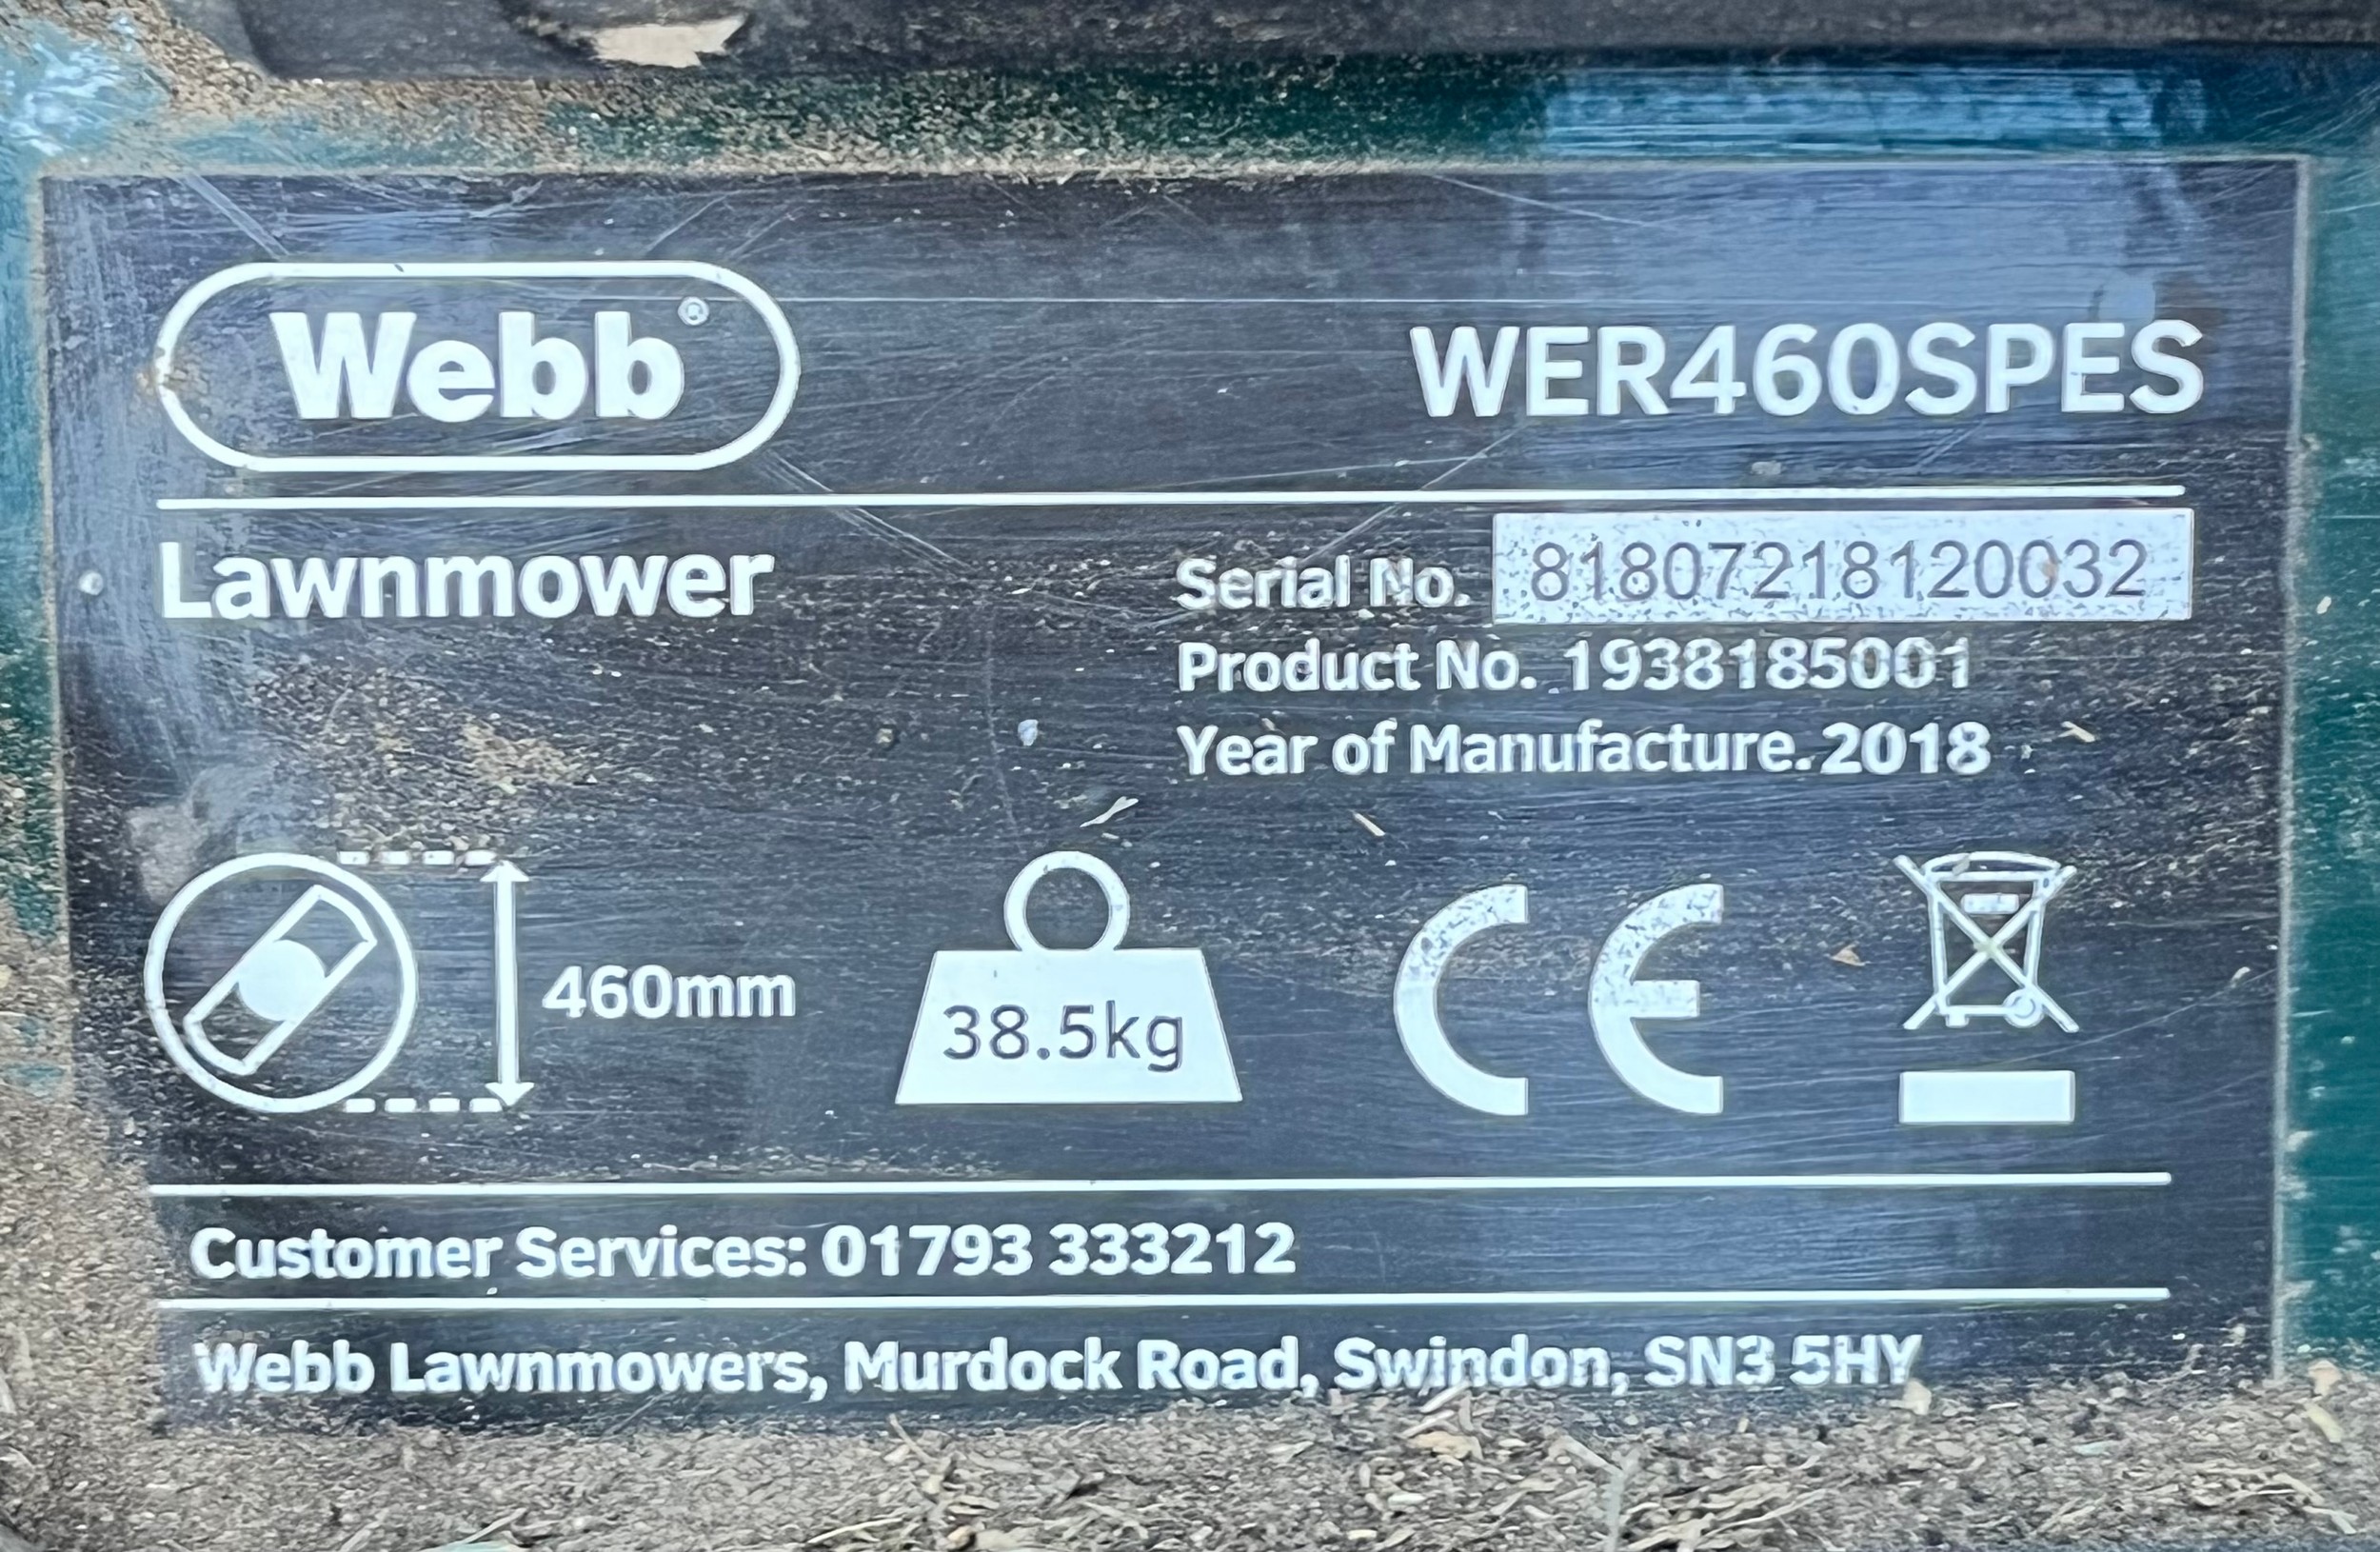 Webb®
WER460SPES
Lawnmower
Serial No. 81807218120032
Product No. 1938185001
Year of Manufacture. 2018
460mm
38.5kg
CE
Customer Services: 01793 333212
Webb Lawnmowers, Murdock Road, Swindon, SN3 5HY